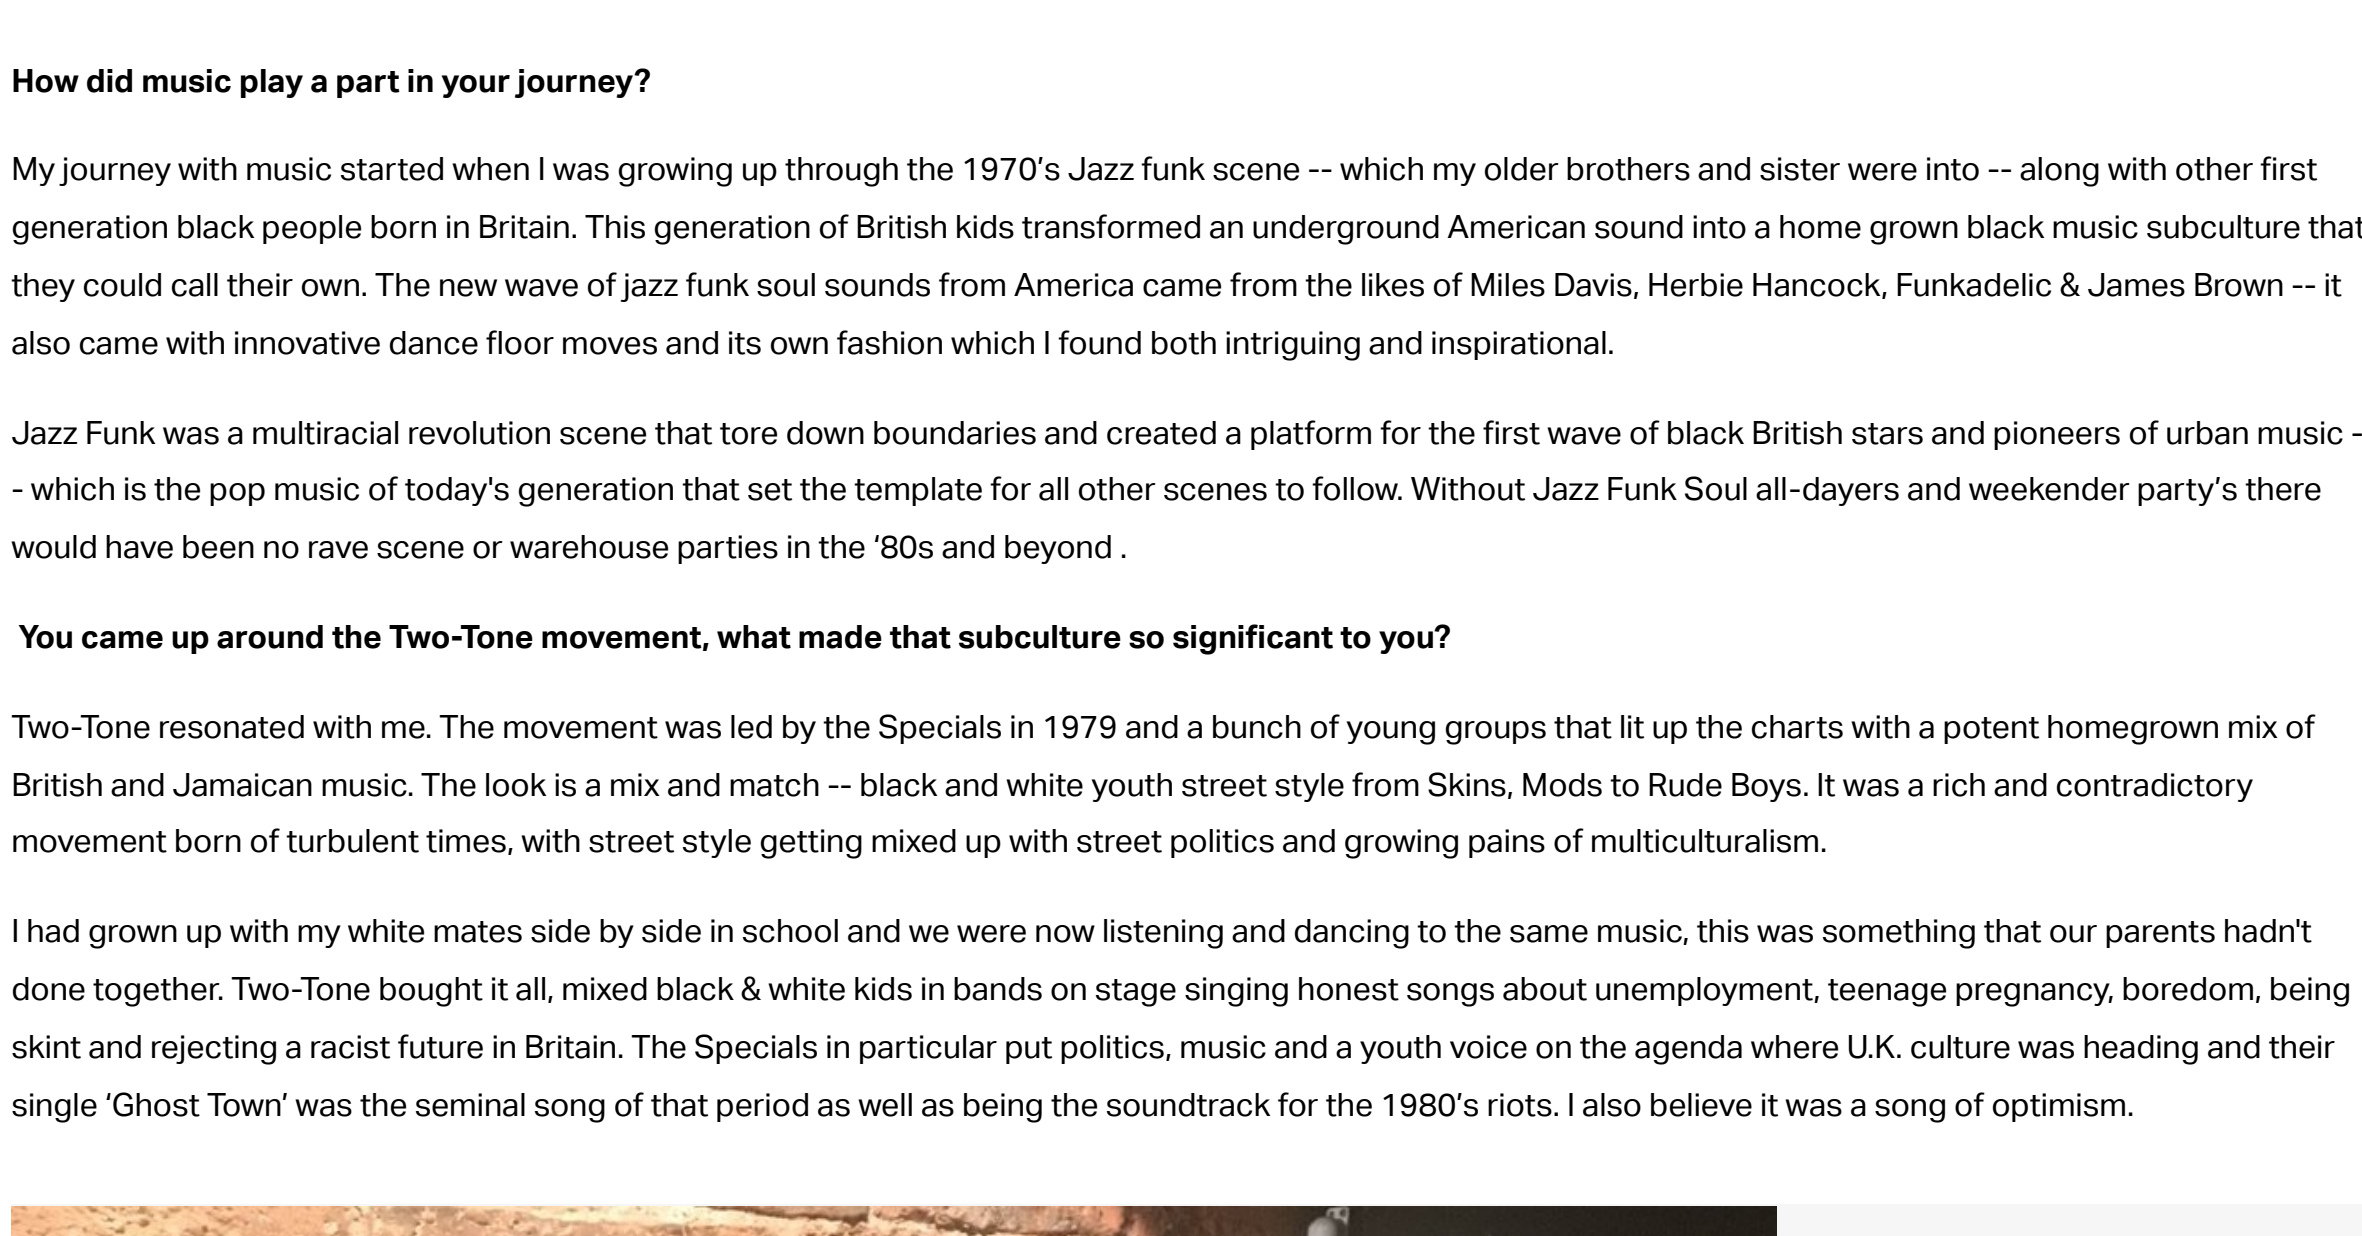 How did music play a part in your journey?
My journey with music started when I was growing up through the 1970’s Jazz funk scene -- which my older brothers and sister were into -- along with other first
generation black people born in Britain. This generation of British kids transformed an underground American sound into a home grown black music subculture that
they could call their own. The new wave of jazz funk soul sounds from America came from the likes of Miles Davis, Herbie Hancock, Funkadelic & James Brown -- it
also came with innovative dance floor moves and its own fashion which I found both intriguing and inspirational.
Jazz Funk was a multiracial revolution scene that tore down boundaries and created a platform for the first wave of black British stars and pioneers of urban music -
- which is the pop music of today's generation that set the template for all other scenes to follow. Without Jazz Funk Soul all-dayers and weekender party’s there
would have been no rave scene or warehouse parties in the ‘80s and beyond .
You came up around the Two-Tone movement, what made that subculture so significant to you?
Two-Tone resonated with me. The movement was led by the Specials in 1979 and a bunch of young groups that lit up the charts with a potent homegrown mix of
British and Jamaican music. The look is a mix and match -- black and white youth street style from Skins, Mods to Rude Boys. It was a rich and contradictory
movement born of turbulent times, with street style getting mixed up with street politics and growing pains of multiculturalism.
I had grown up with my white mates side by side in school and we were now listening and dancing to the same music, this was something that our parents hadn't
done together. Two-Tone bought it all, mixed black & white kids in bands on stage singing honest songs about unemployment, teenage pregnancy, boredom, being
skint and rejecting a racist future in Britain. The Specials in particular put politics, music and a youth voice on the agenda where U.K. culture was heading and their
single ‘Ghost Town’ was the seminal song of that period as well as being the soundtrack for the 1980’s riots. I also believe it was a song of optimism.